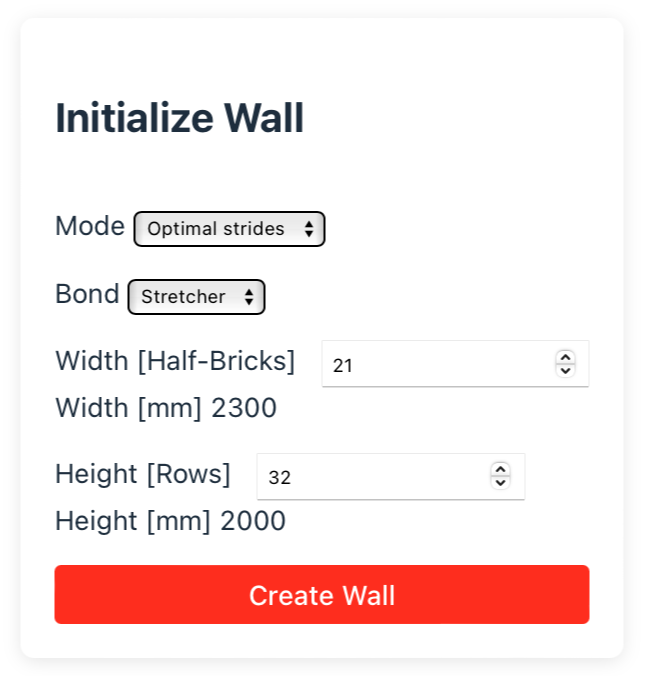 Initialize Wall
Mode Optimal strides
Bond Stretcher
Width [Half-Bricks] 21
Width [mm] 2300
Height [Rows] 32
Height [mm] 2000
Create Wall